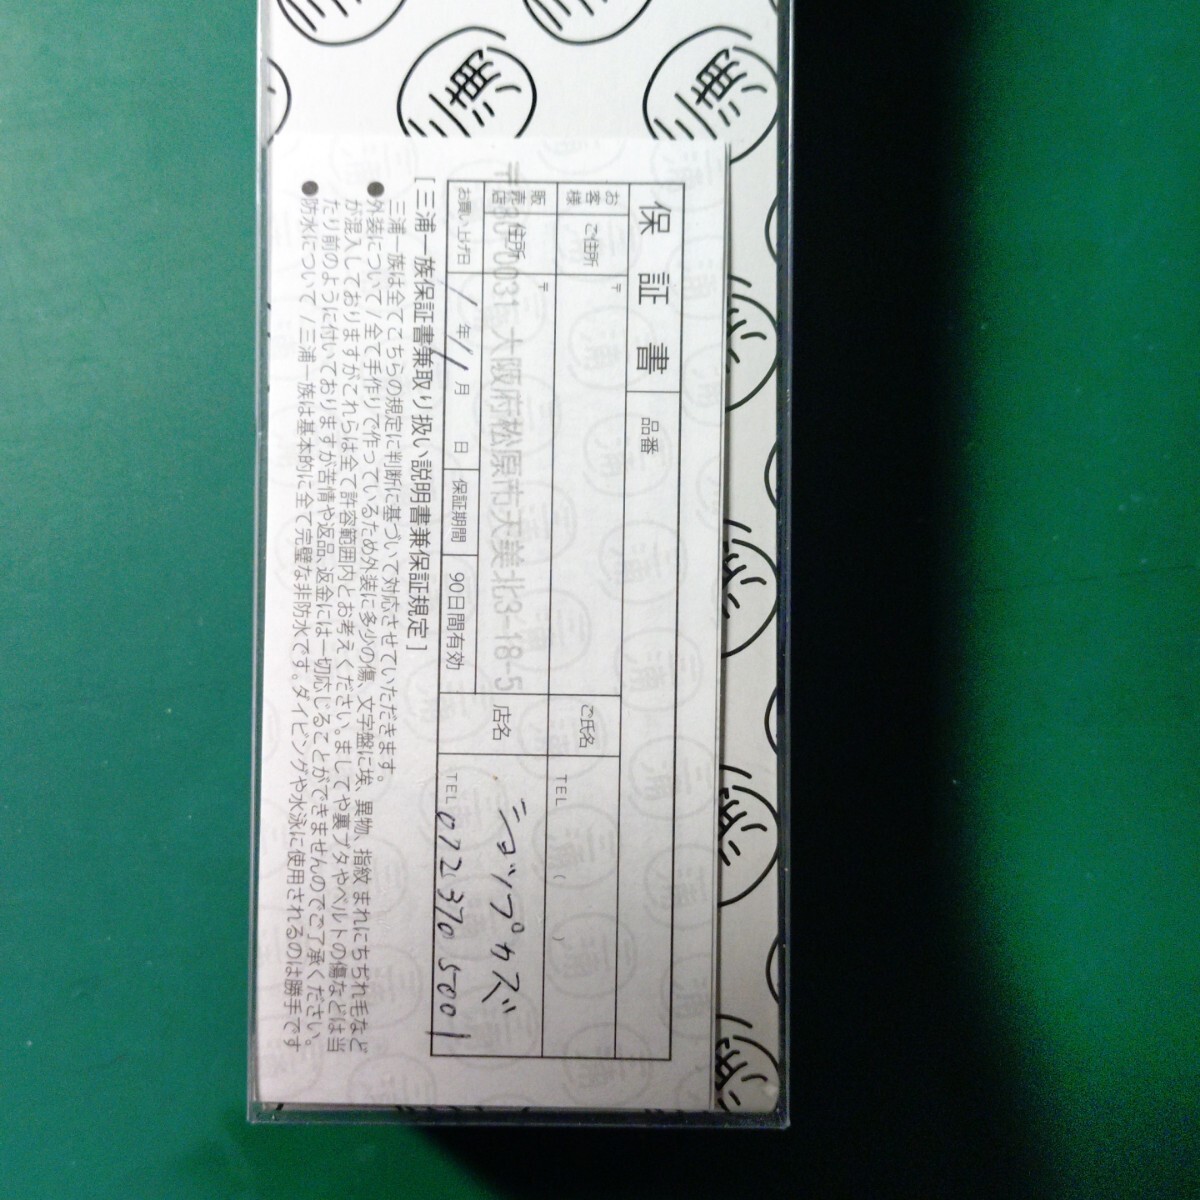 三浦
三浦
保証書
品番
お客様
ご住所
〒
ご氏名
TEL ( )
販売店
住所
〒580-0031 大阪府松原市天美北3-18-5
店名
ショップカズ
お買い上げ日
1年11月 日
保証期間
90日間有効
TEL 072 370 5001
[三浦一族保証書兼取り扱い説明書兼保証規定]
三浦一族は全てこちらの規定に判断に基づいて対応させていただきます。
●外装について/全て手作りで作っているため外装に多少の傷、文字盤に埃、異物、指紋 まれにちぢれ毛など
が混入しておりますがこれらは全て許容範囲内とお考えください。ましてや裏ブタやベルトの傷などは当
たり前のように付いておりますが苦情や返品、返金には一切応じることができませんのでご了承ください。
●防水について/三浦一族は基本的に全て完璧な非防水です。ダイビングや水泳に使用されるのは勝手です